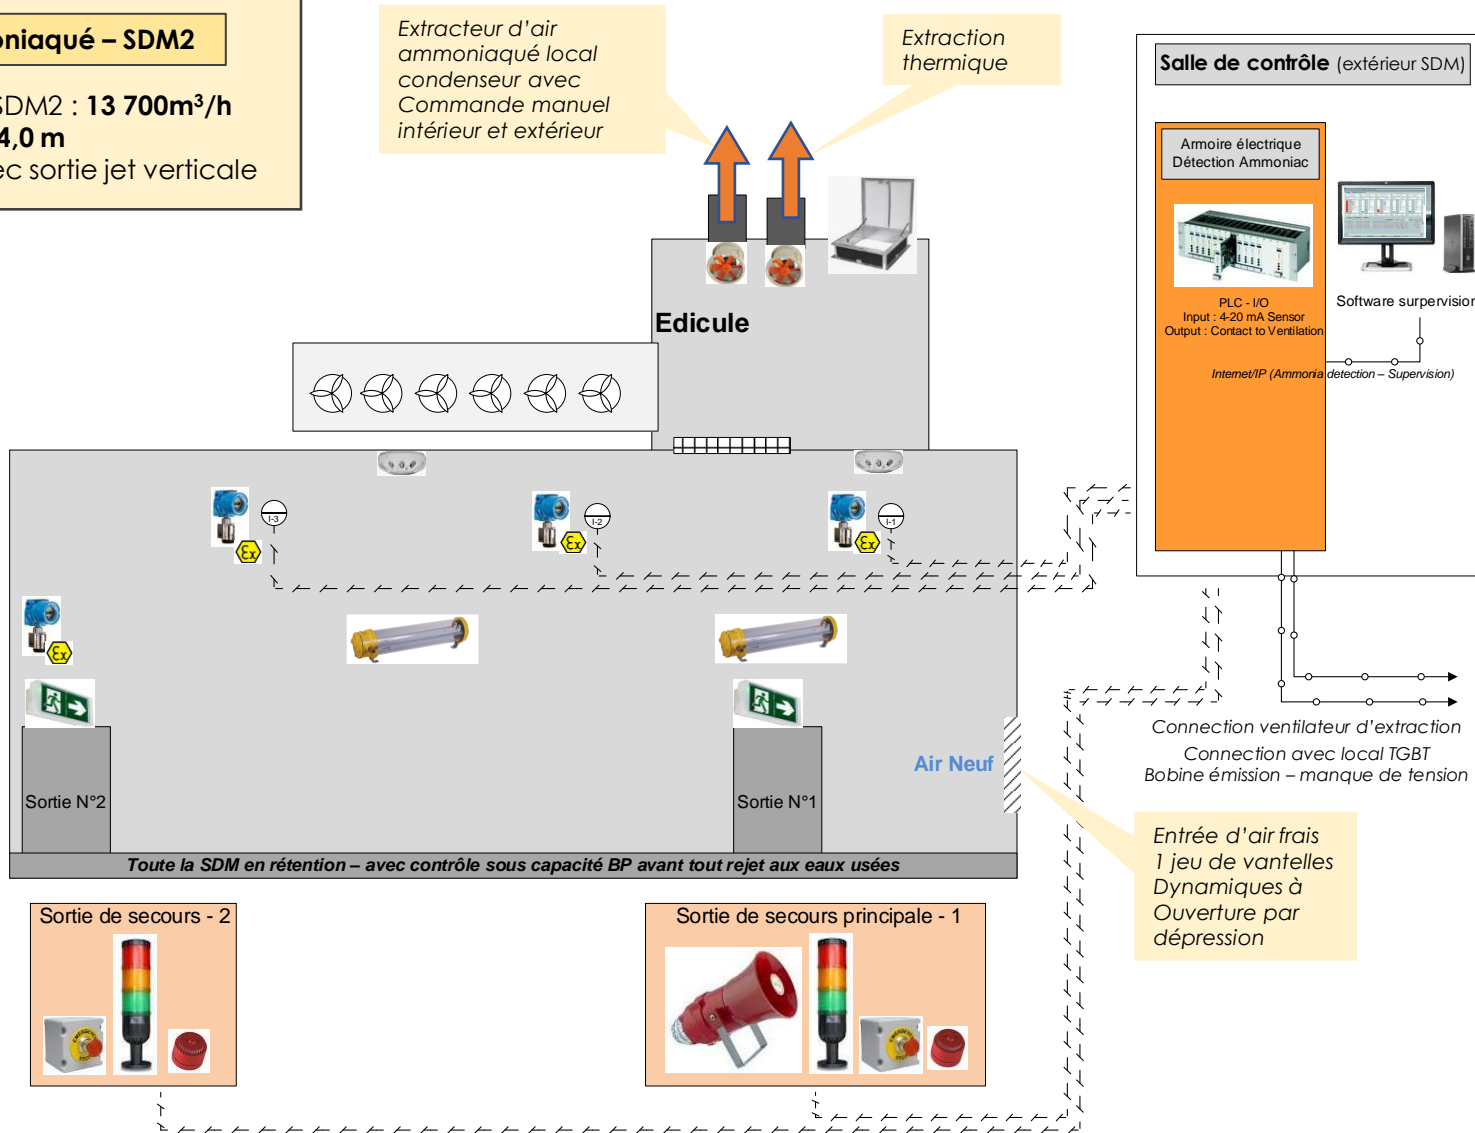 oniaqué – SDM2
SDM2 : 13 700m³/h
4,0 m
ec sortie jet verticale
Extracteur d’air
ammoniaqué local
condenseur avec
Commande manuel
intérieur et extérieur
Extraction
thermique
Salle de contrôle (extérieur SDM)
Armoire électrique
Détection Ammoniac
PLC - I/O
Input : 4-20 mA Sensor
Output : Contact to Ventilation
Software surpervision
Internet/IP (Ammonia detection – Supervision)
Edicule
I-3
I-2
I-1
Ex
Ex
Ex
Ex
Air Neuf
Sortie N°2
Sortie N°1
Toute la SDM en rétention – avec contrôle sous capacité BP avant tout rejet aux eaux usées
Connection ventilateur d’extraction
Connection avec local TGBT
Bobine émission – manque de tension
Entrée d’air frais
1 jeu de vantelles
Dynamiques à
Ouverture par
dépression
Sortie de secours - 2
Sortie de secours principale - 1